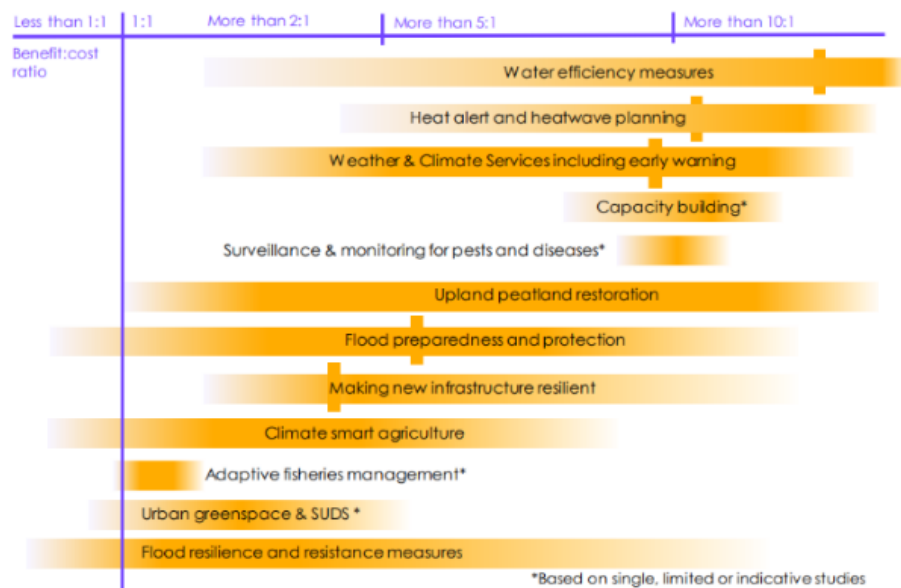 Less than 1:1 1:1 More than 2:1 More than 5:1 More than 10:1
Benefit:cost
ratio
Water efficiency measures
Heat alert and heatwave planning
Weather & Climate Services including early warning
Capacity building*
Surveillance & monitoring for pests and diseases*
Upland peatland restoration
Flood preparedness and protection
Making new infrastructure resilient
Climate smart agriculture
Adaptive fisheries management*
Urban greenspace & SUDS *
Flood resilience and resistance measures
*Based on single, limited or indicative studies